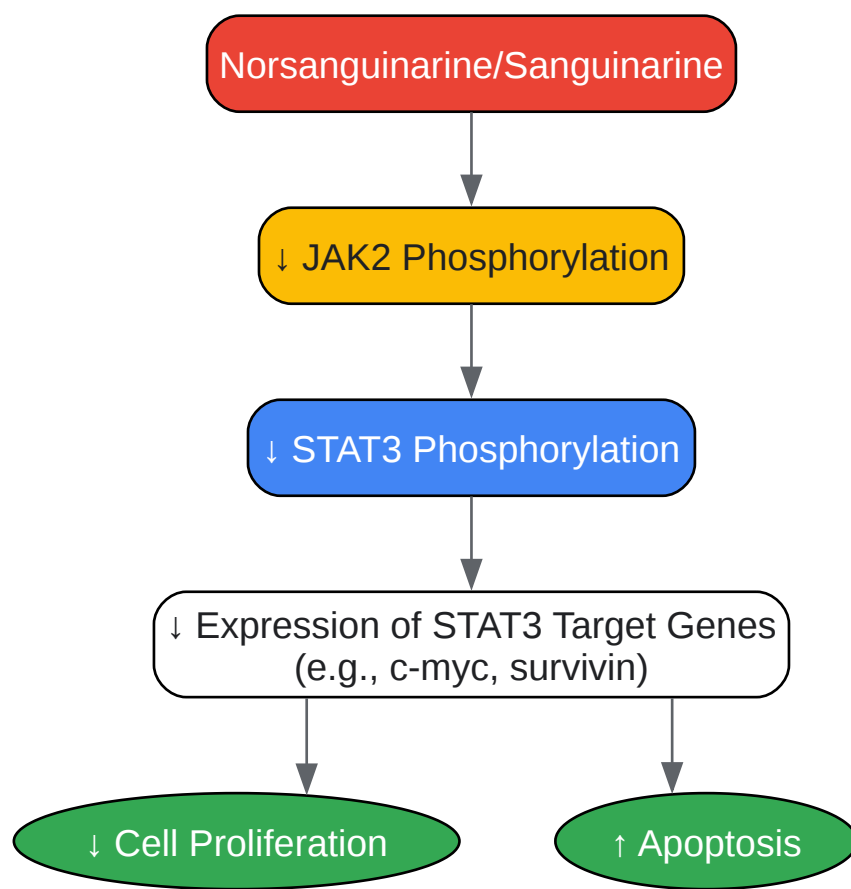 Norsanguinarine/Sanguinarine
↓ JAK2 Phosphorylation
↓ STAT3 Phosphorylation
↓ Expression of STAT3 Target Genes
(e.g., c-myc, survivin)
↓ Cell Proliferation
↑ Apoptosis